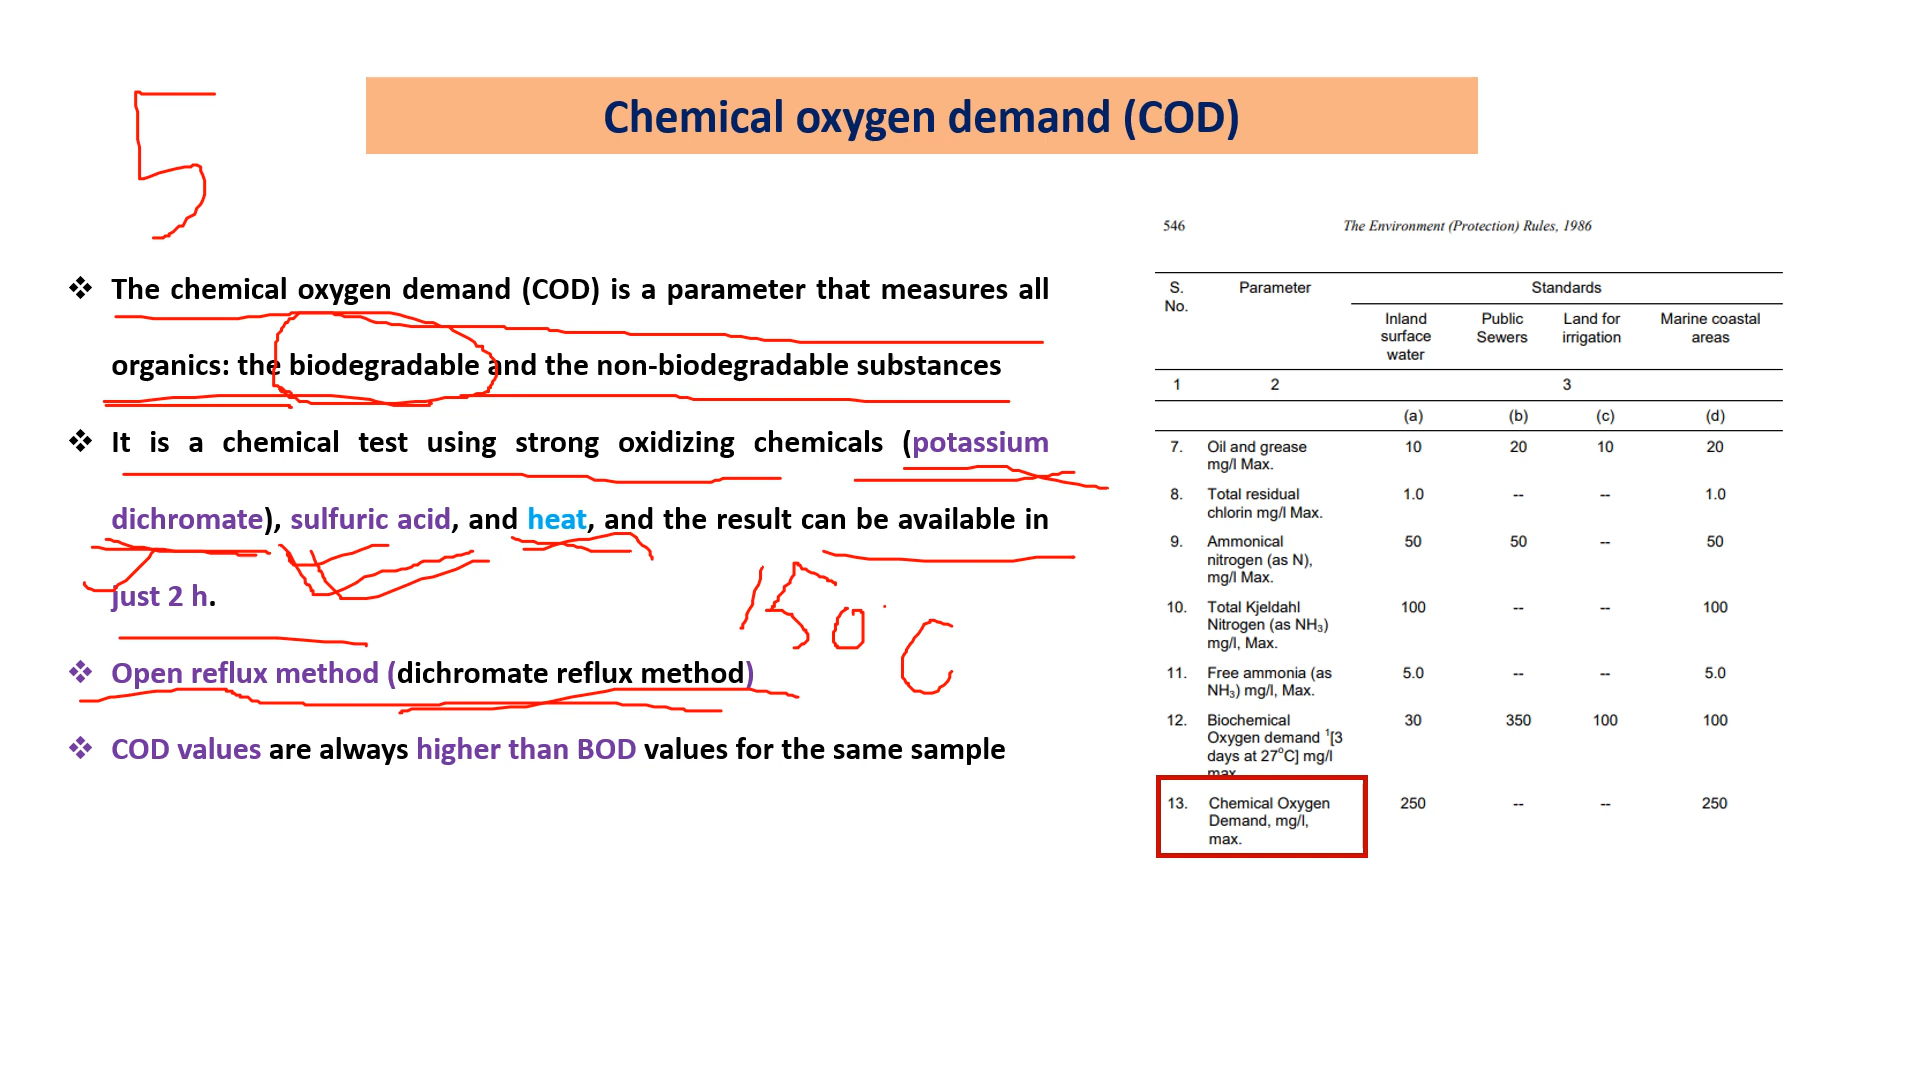 5
Chemical oxygen demand (COD)
❖ The chemical oxygen demand (COD) is a parameter that measures all
organics: the biodegradable and the non-biodegradable substances
❖ It is a chemical test using strong oxidizing chemicals (potassium
dichromate), sulfuric acid, and heat, and the result can be available in
just 2 h.
150°C
❖ Open reflux method (dichromate reflux method)
❖ COD values are always higher than BOD values for the same sample
546 The Environment (Protection) Rules, 1986
S. No. Parameter Standards
Inland surface water Public Sewers Land for irrigation Marine coastal areas
1 2 3
(a) (b) (c) (d)
7. Oil and grease 10 20 10 20
mg/l Max.
8. Total residual 1.0 -- -- 1.0
chlorin mg/l Max.
9. Ammonical 50 50 -- 50
nitrogen (as N),
mg/l Max.
10. Total Kjeldahl 100 -- -- 100
Nitrogen (as NH₃)
mg/l, Max.
11. Free ammonia (as 5.0 -- -- 5.0
NH₃) mg/l, Max.
12. Biochemical 30 350 100 100
Oxygen demand ¹[3
days at 27°C] mg/l
max.
13. Chemical Oxygen 250 -- -- 250
Demand, mg/l,
max.